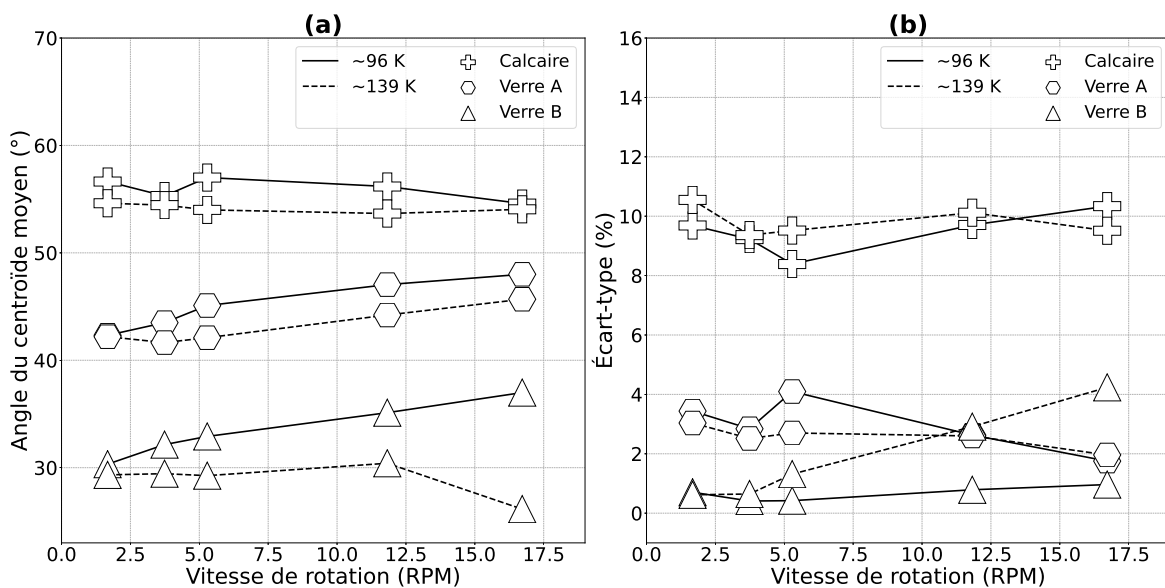 (a)
Angle du centroïde moyen (°)
70
60
50
40
30
~96 K
~139 K
Calcaire
Verre A
Verre B
0.0 2.5 5.0 7.5 10.0 12.5 15.0 17.5
Vitesse de rotation (RPM)
(b)
Écart-type (%)
16
14
12
10
8
6
4
2
0
~96 K
~139 K
Calcaire
Verre A
Verre B
0.0 2.5 5.0 7.5 10.0 12.5 15.0 17.5
Vitesse de rotation (RPM)